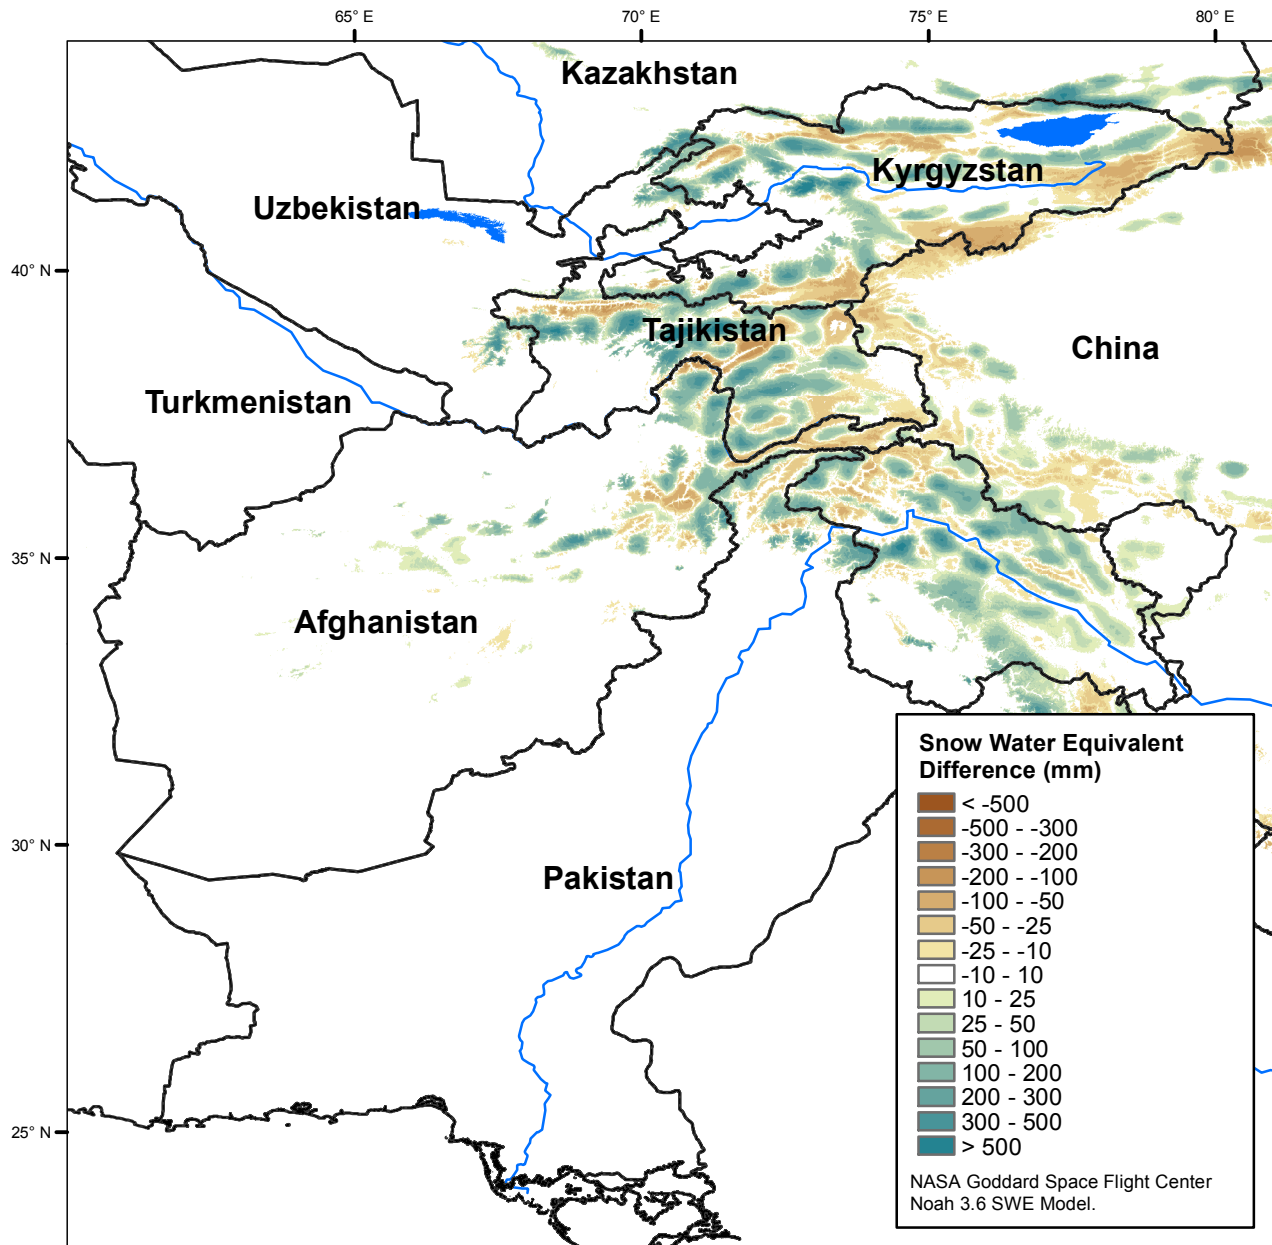 65° E
70° E
75° E
80° E
Kazakhstan
Kyrgyzstan
Uzbekistan
40° N
Tajikistan
China
Turkmenistan
35° N
Afghanistan
Snow Water Equivalent
Difference (mm)
< -500
-500 - -300
-300 - -200
-200 - -100
-100 - -50
-50 - -25
-25 - -10
-10 - 10
10 - 25
25 - 50
50 - 100
100 - 200
200 - 300
300 - 500
> 500
NASA Goddard Space Flight Center
Noah 3.6 SWE Model.
30° N
Pakistan
25° N